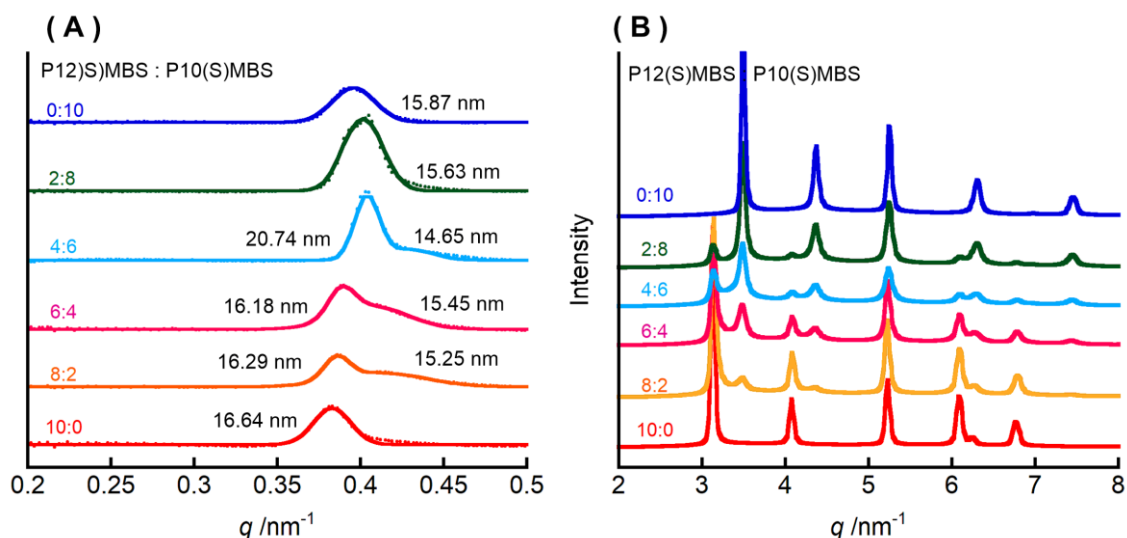 ( A )
P12)S)MBS : P10(S)MBS
0:10
15.87 nm
2:8
15.63 nm
4:6
20.74 nm
14.65 nm
6:4
16.18 nm
15.45 nm
8:2
16.29 nm
15.25 nm
10:0
16.64 nm
0.2
0.25
0.3
0.35
0.4
0.45
0.5
q /nm-1
( B )
P12(S)MBS : P10(S)MBS
0:10
2:8
4:6
6:4
8:2
10:0
Intensity
2
3
4
5
6
7
8
q /nm-1